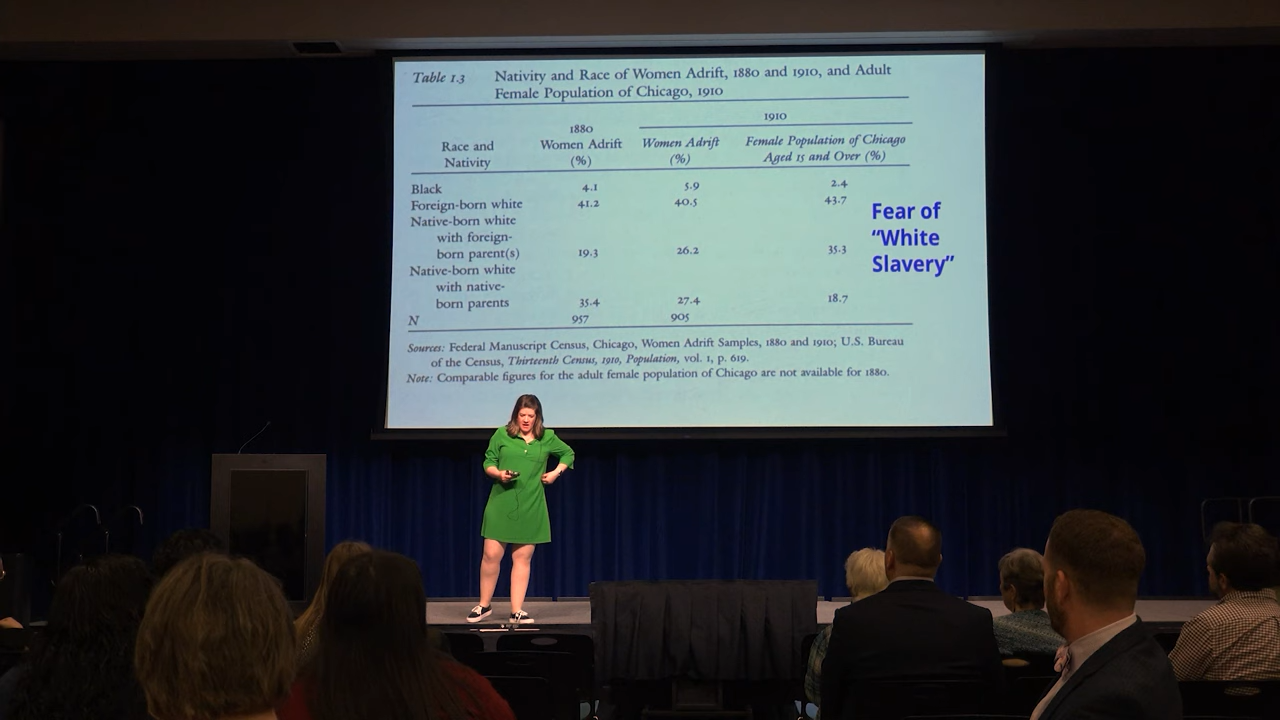 Table 1.3 Nativity and Race of Women Adrift, 1880 and 1910, and Adult
Female Population of Chicago, 1910
1910
1880
Race and Women Adrift Women Adrift Female Population of Chicago
Nativity (%) (%) Aged 15 and Over (%)
Black 4.1 5.9 2.4
Foreign-born white 41.2 40.5 43.7
Native-born white
with foreign-
born parent(s) 19.3 26.2 35.3
Native-born white
with native-
born parents 35.4 27.4 18.7
N 957 905
Sources: Federal Manuscript Census, Chicago, Women Adrift Samples, 1880 and 1910; U.S. Bureau
of the Census, Thirteenth Census, 1910, Population, vol. 1, p. 619.
Note: Comparable figures for the adult female population of Chicago are not available for 1880.
Fear of
“White
Slavery”